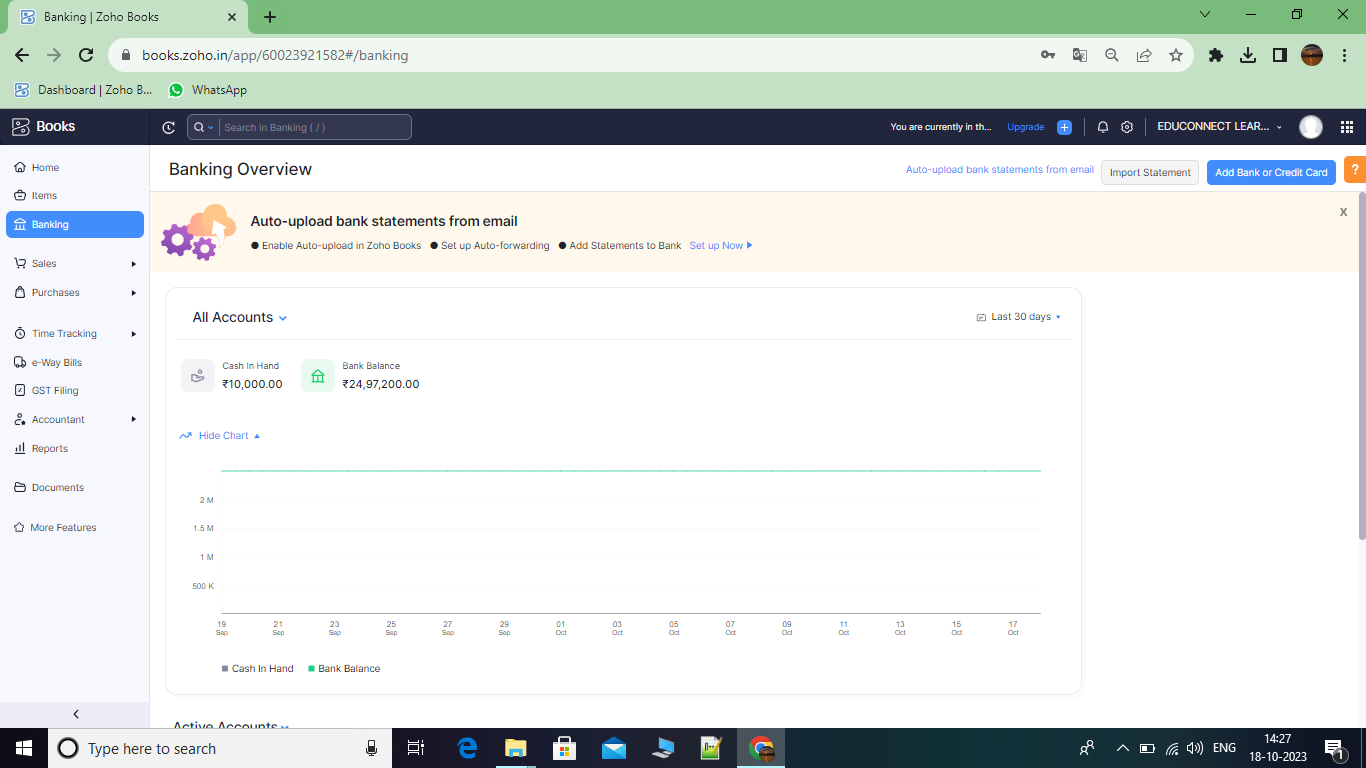 Banking | Zoho Books
books.zoho.in/app/60023921582#/banking
Dashboard | Zoho B...
WhatsApp
Books
Search in Banking ( / )
You are currently in th...
Upgrade
EDUCONNECT LEAR...
Home
Items
Banking
Sales
Purchases
Time Tracking
e-Way Bills
GST Filing
Accountant
Reports
Documents
More Features
Banking Overview
Auto-upload bank statements from email
Import Statement
Add Bank or Credit Card
?
Auto-upload bank statements from email
X
● Enable Auto-upload in Zoho Books ● Set up Auto-forwarding ● Add Statements to Bank Set up Now
All Accounts
Last 30 days
Cash In Hand
₹10,000.00
Bank Balance
₹24,97,200.00
Hide Chart
2 M
1.5 M
1 M
500 K
19 21 23 25 27 29 01 03 05 07 09 11 13 15 17
Sep Sep Sep Sep Sep Sep Oct Oct Oct Oct Oct Oct Oct Oct Oct
Cash In Hand Bank Balance
Active Accounts
Type here to search
ENG
14:27
18-10-2023
1